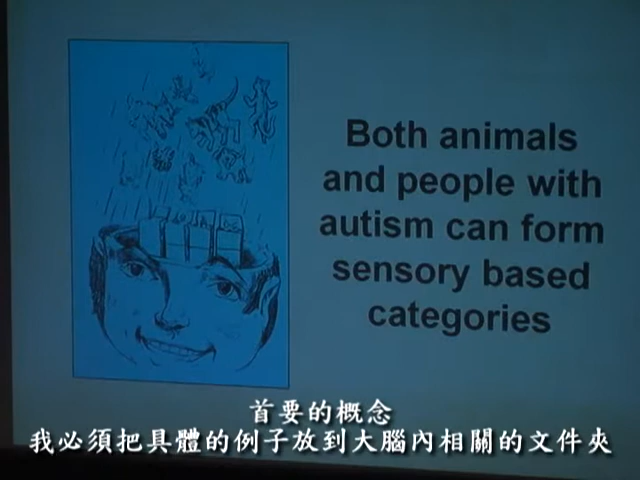 Both animals
and people with
autism can form
sensory based
categories
首要的概念
我必須把具體的例子放到大腦內相關的文件夾